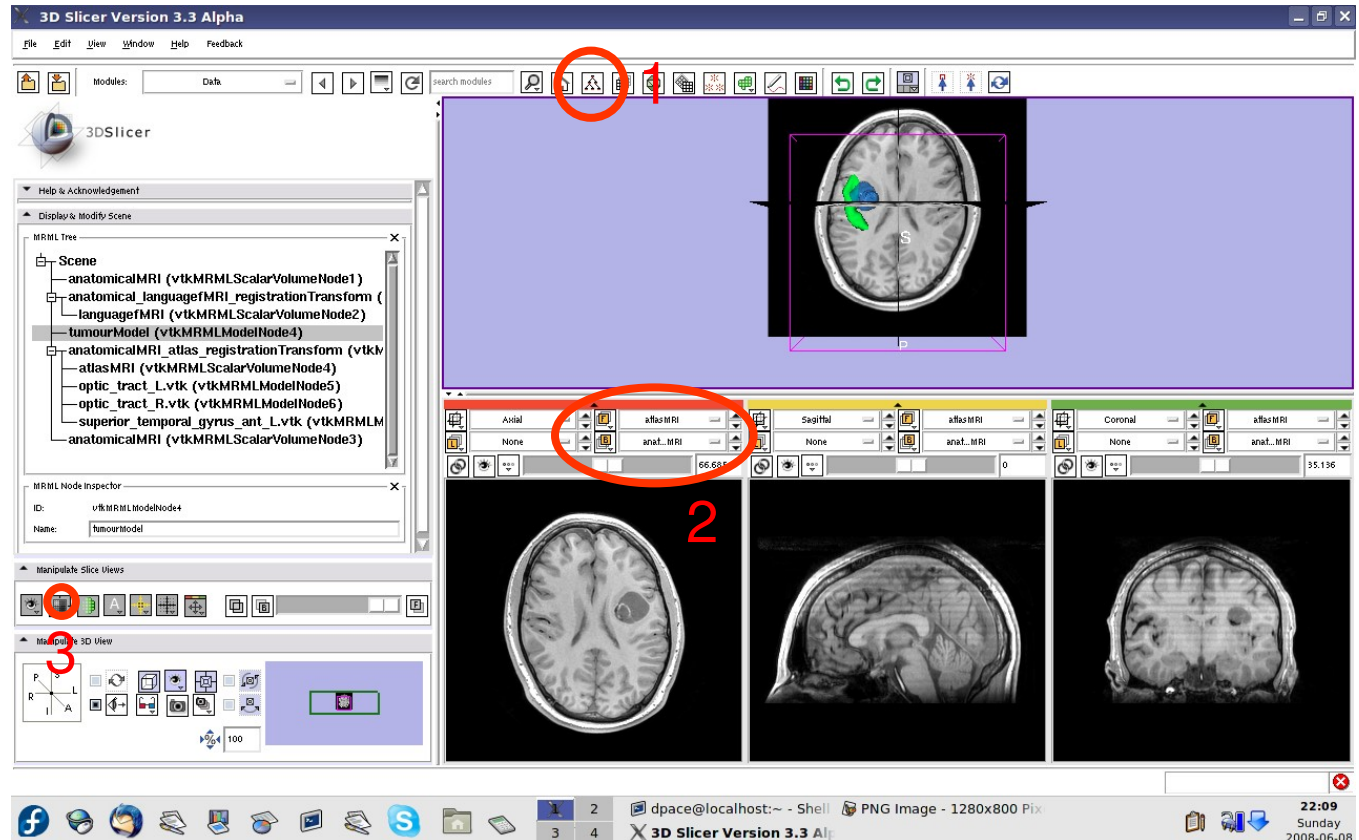 3D Slicer Version 3.3 Alpha
File Edit View Window Help Feedback
Modules: Data search modules
1
3DSlicer
Help & Acknowledgement
Display & Modify Scene
MRML Tree
Scene
anatomicalMRI (vtkMRMLScalarVolumeNode1)
anatomical_languagefMRI_registrationTransform (
languagefMRI (vtkMRMLScalarVolumeNode2)
tumourModel (vtkMRMLModelNode4)
anatomicalMRI_atlas_registrationTransform (vtkM
atlasMRI (vtkMRMLScalarVolumeNode4)
optic_tract_L.vtk (vtkMRMLModelNode5)
optic_tract_R.vtk (vtkMRMLModelNode6)
superior_temporal_gyrus_ant_L.vtk (vtkMRMLM
anatomicalMRI (vtkMRMLScalarVolumeNode3)
MRML Node Inspector
ID: vtkMRMLModelNode4
Name: tumourModel
Manipulate Slice Views
A B F
3
Manipulate 3D View
P S
R L
I A
% 100
S
P
Axial F atlasMRI Sagittal F atlasMRI Coronal F atlasMRI
L None B anat...MRI L None B anat...MRI L None B anat...MRI
66.685 0 35.136
2
1 2 dpace@localhost:~ - Shell PNG Image - 1280x800 Pix
3 4 3D Slicer Version 3.3 Alp
22:09
Sunday
2008-06-08